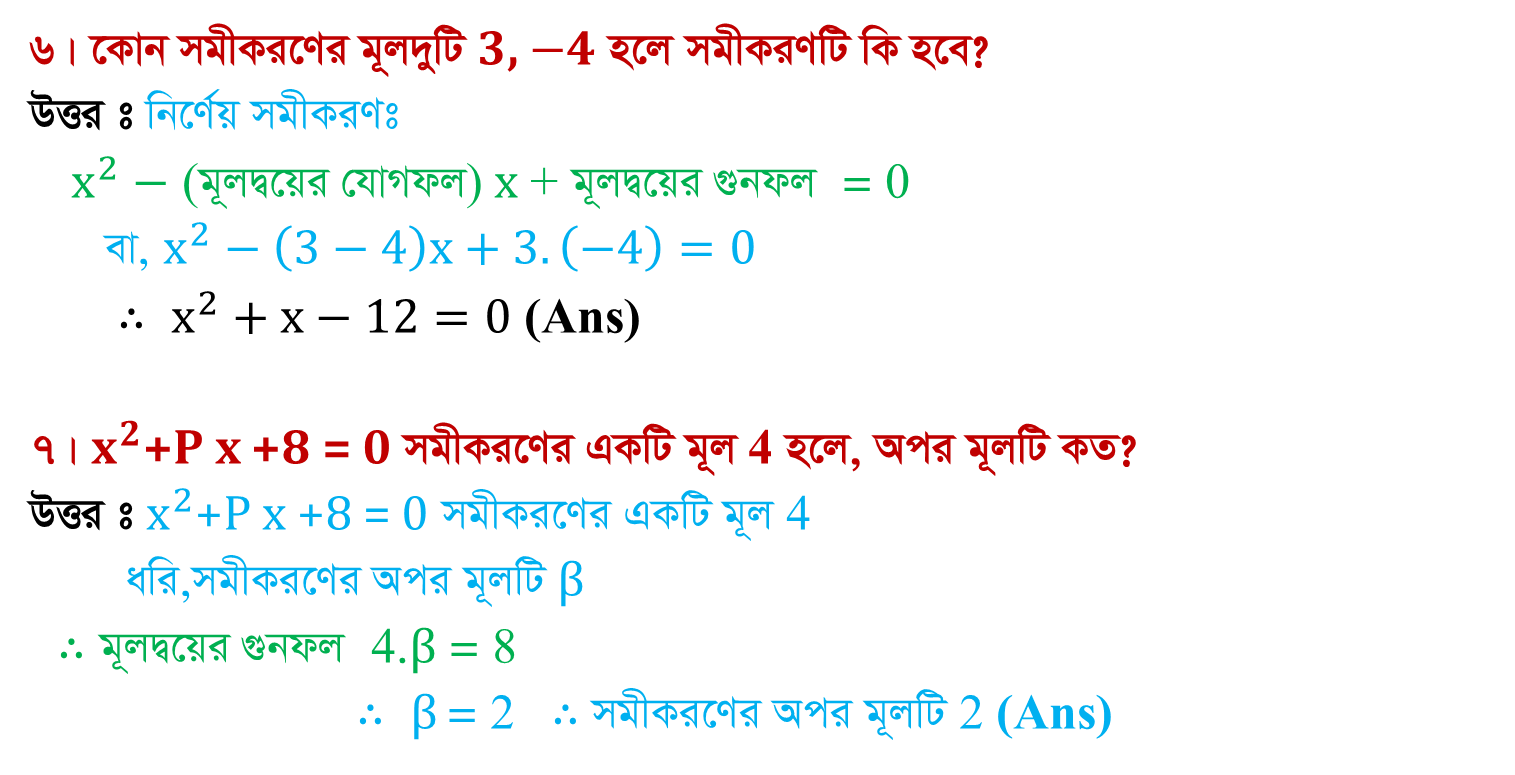 ৬। কোন সমীকরণের মূলদুটি 3, −4 হলে সমীকরণটি কি হবে?
উত্তর ঃ নির্ণেয় সমীকরণঃ
x² − (মূলদ্বয়ের যোগফল) x + মূলদ্বয়ের গুনফল = 0
বা, x² − (3 − 4)x + 3. (−4) = 0
∴ x² + x − 12 = 0 (Ans)
৭। x²+P x +8 = 0 সমীকরণের একটি মূল 4 হলে, অপর মূলটি কত?
উত্তর ঃ x²+P x +8 = 0 সমীকরণের একটি মূল 4
ধরি,সমীকরণের অপর মূলটি β
∴ মূলদ্বয়ের গুনফল 4.β = 8
∴ β = 2 ∴ সমীকরণের অপর মূলটি 2 (Ans)